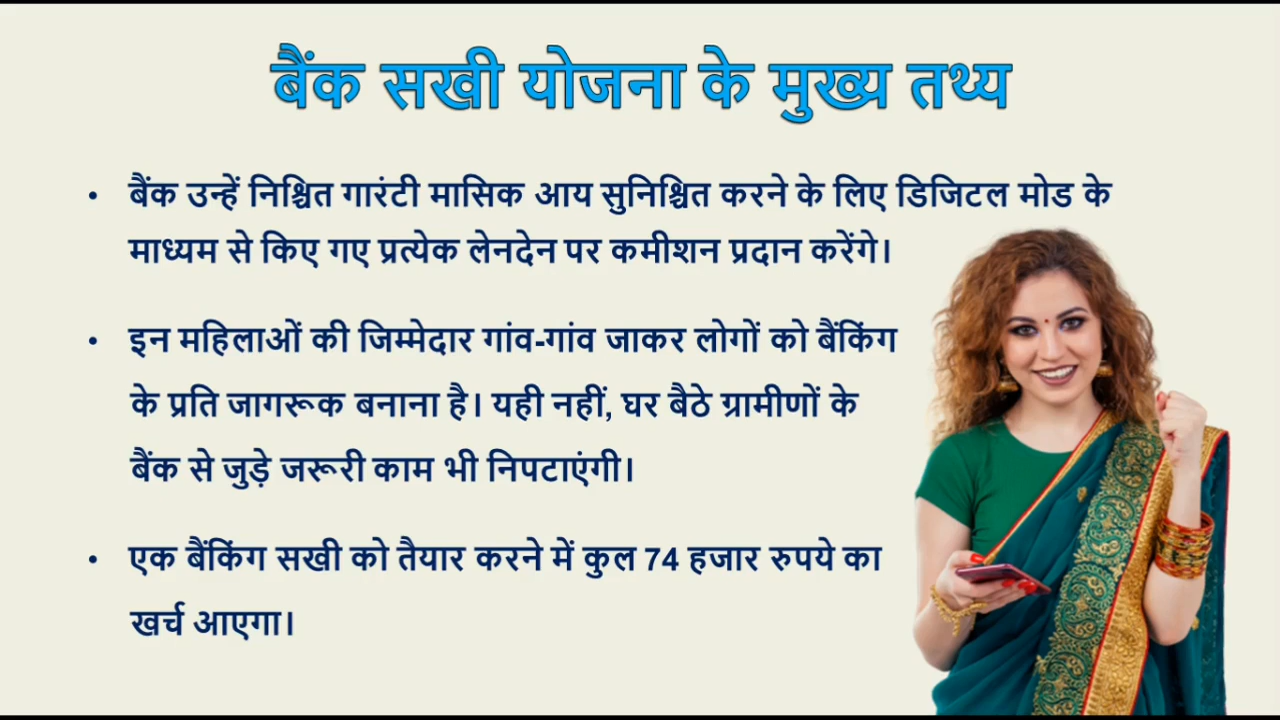 बैंक सखी योजना के मुख्य तथ्य
• बैंक उन्हें निश्चित गारंटी मासिक आय सुनिश्चित करने के लिए डिजिटल मोड के
माध्यम से किए गए प्रत्येक लेनदेन पर कमीशन प्रदान करेंगे।
• इन महिलाओं की जिम्मेदार गांव-गांव जाकर लोगों को बैंकिंग
के प्रति जागरूक बनाना है। यही नहीं, घर बैठे ग्रामीणों के
बैंक से जुड़े जरूरी काम भी निपटाएंगी।
• एक बैंकिंग सखी को तैयार करने में कुल 74 हजार रुपये का
खर्च आएगा।